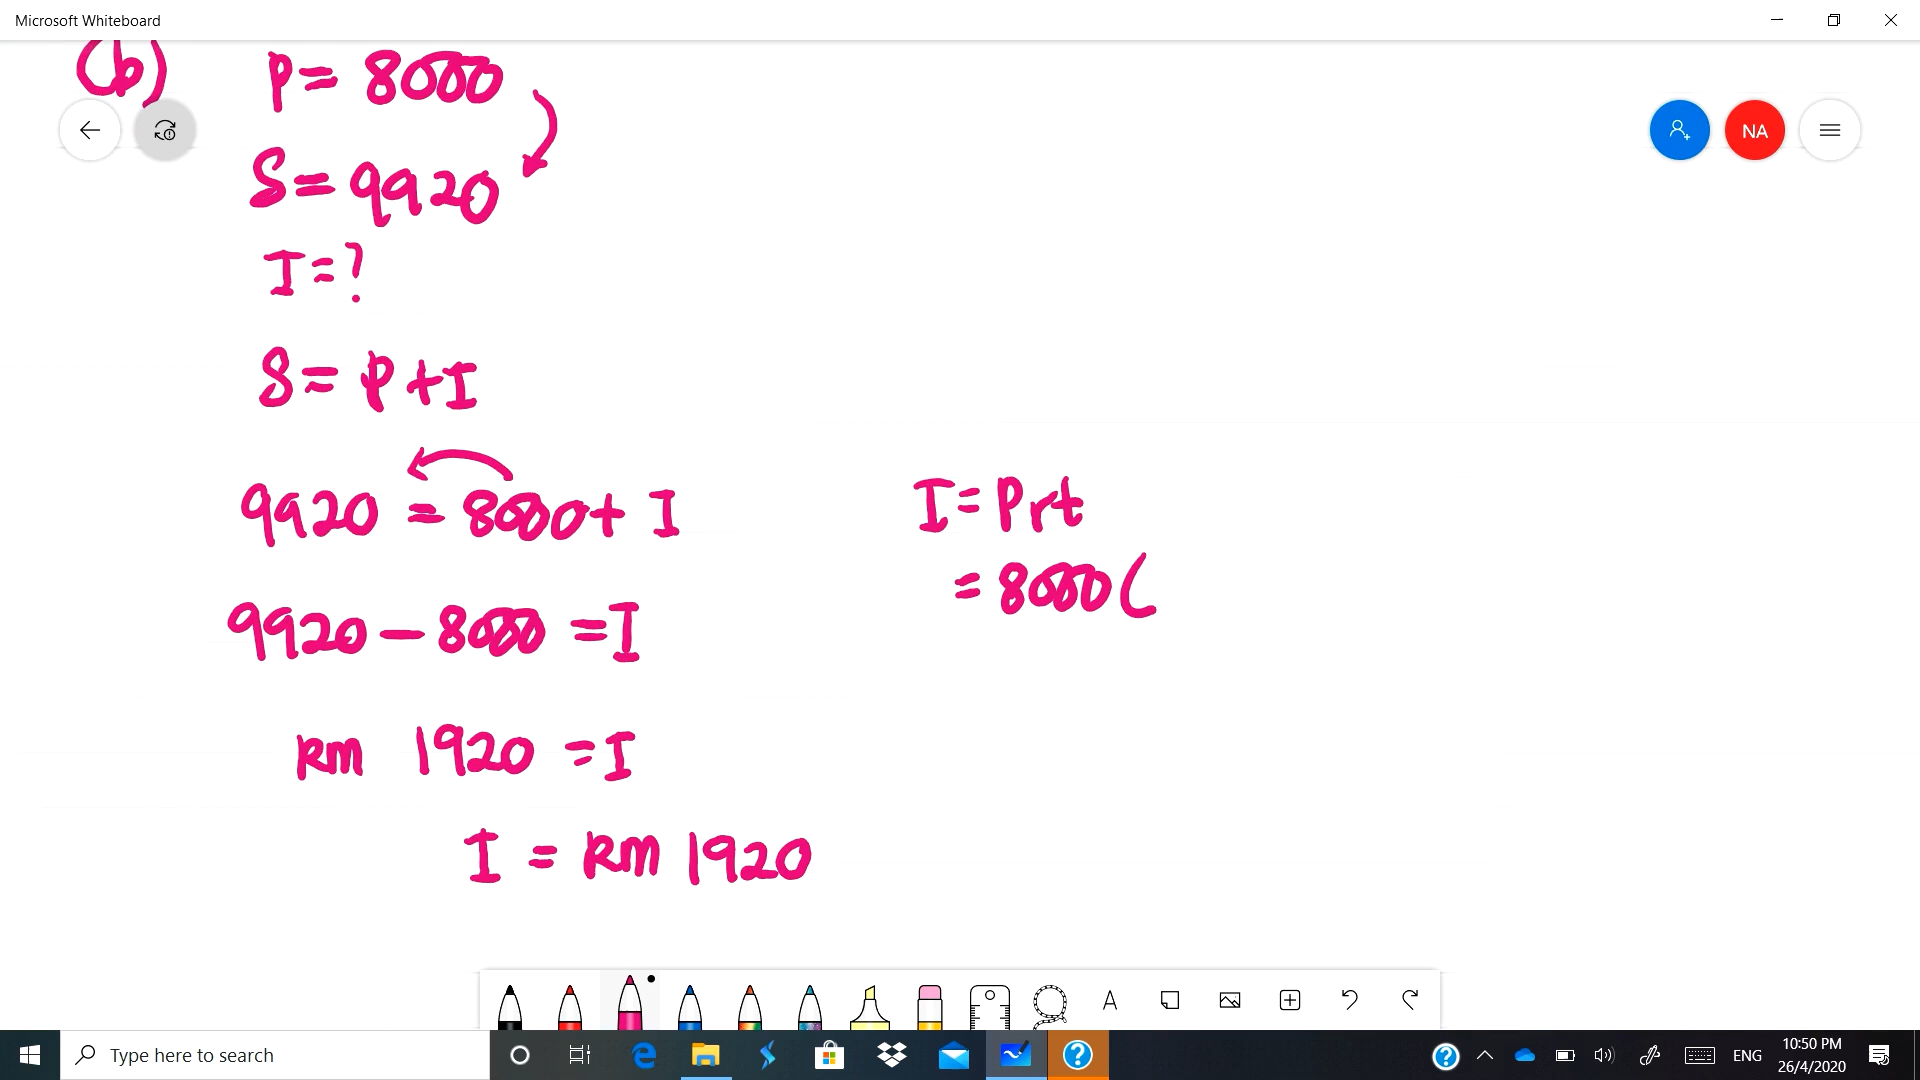 Microsoft Whiteboard
(b) P = 8000
NA
S = 9920
I = ?
S = P + I
9920 = 8000 + I
9920 - 8000 = I
RM 1920 = I
I = RM 1920
I = Prt
= 8000 (
A
Type here to search
ENG
10:50 PM
26/4/2020